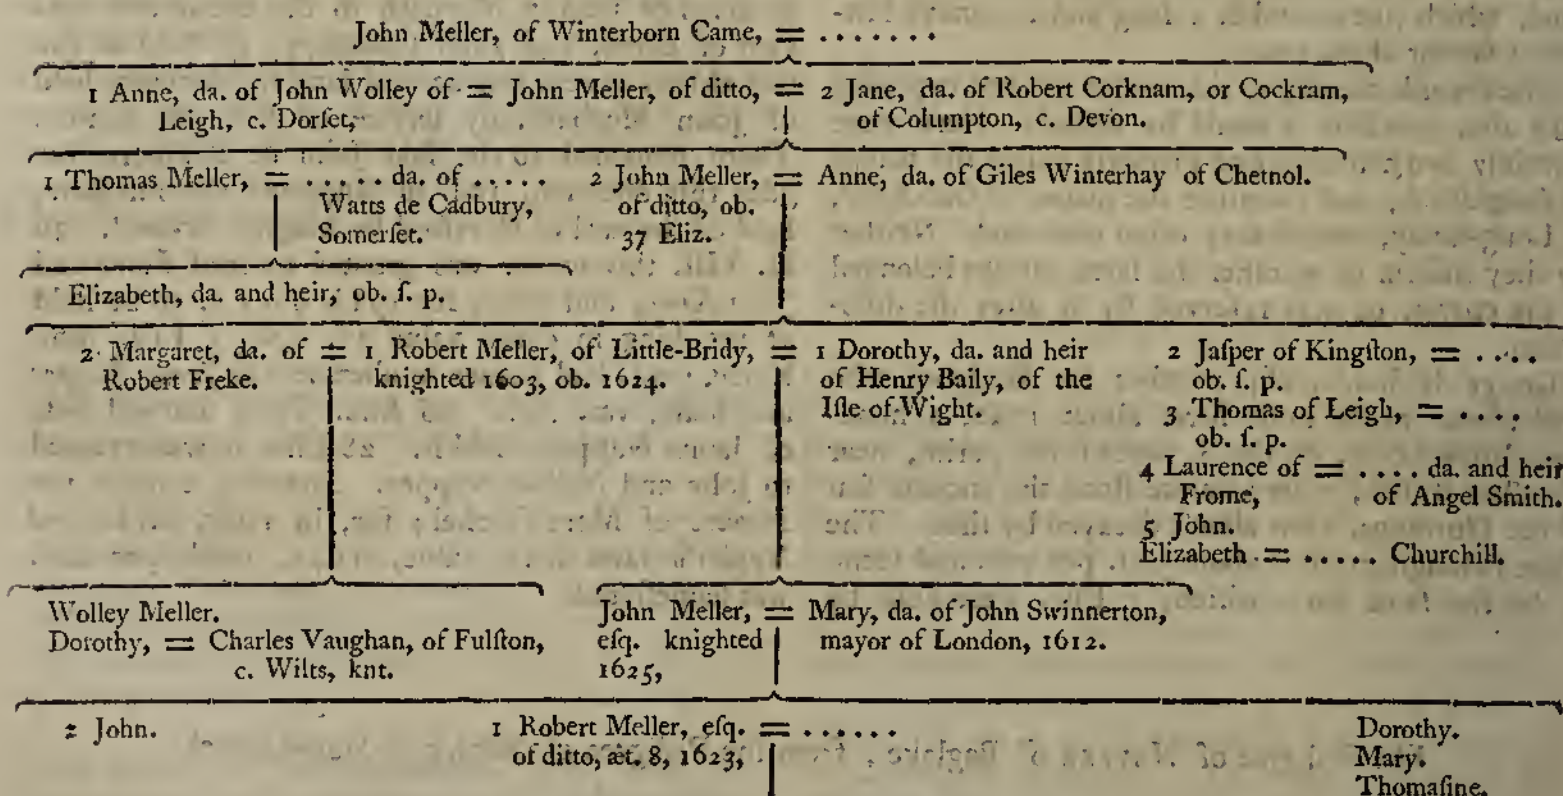 John Meller, of Winterborn Came, = . . . . . . .
1 Anne, da. of John Wolley of = John Meller, of ditto, = 2 Jane, da. of Robert Corknam, or Cockram,
Leigh, c. Dorſet, of Columpton, c. Devon.
1 Thomas Meller, = . . . . . da. of . . . . . 2 John Meller, = Anne, da. of Giles Winterhay of Chetnol.
Watts de Cadbury, of ditto, ob.
Somerſet. 37 Eliz.
Elizabeth, da. and heir, ob. ſ. p.
2 Margaret, da. of = 1 Robert Meller, of Little-Bridy, = 1 Dorothy, da. and heir 2 Jaſper of Kingſton, = . . . .
Robert Freke. knighted 1603, ob. 1624. of Henry Baily, of the ob. ſ. p.
Iſle of Wight. 3 Thomas of Leigh, = . . . .
ob. ſ. p.
4 Laurence of = . . . . da. and heir
Frome, of Angel Smith.
5 John.
Elizabeth = . . . . . Churchill.
Wolley Meller. John Meller, = Mary, da. of John Swinnerton,
Dorothy, = Charles Vaughan, of Fulſton, eſq. knighted mayor of London, 1612.
c. Wilts, knt. 1625,
2 John. 1 Robert Meller, eſq. = . . . . . . Dorothy.
of ditto, æt. 8, 1623, Mary.
Thomaſine.